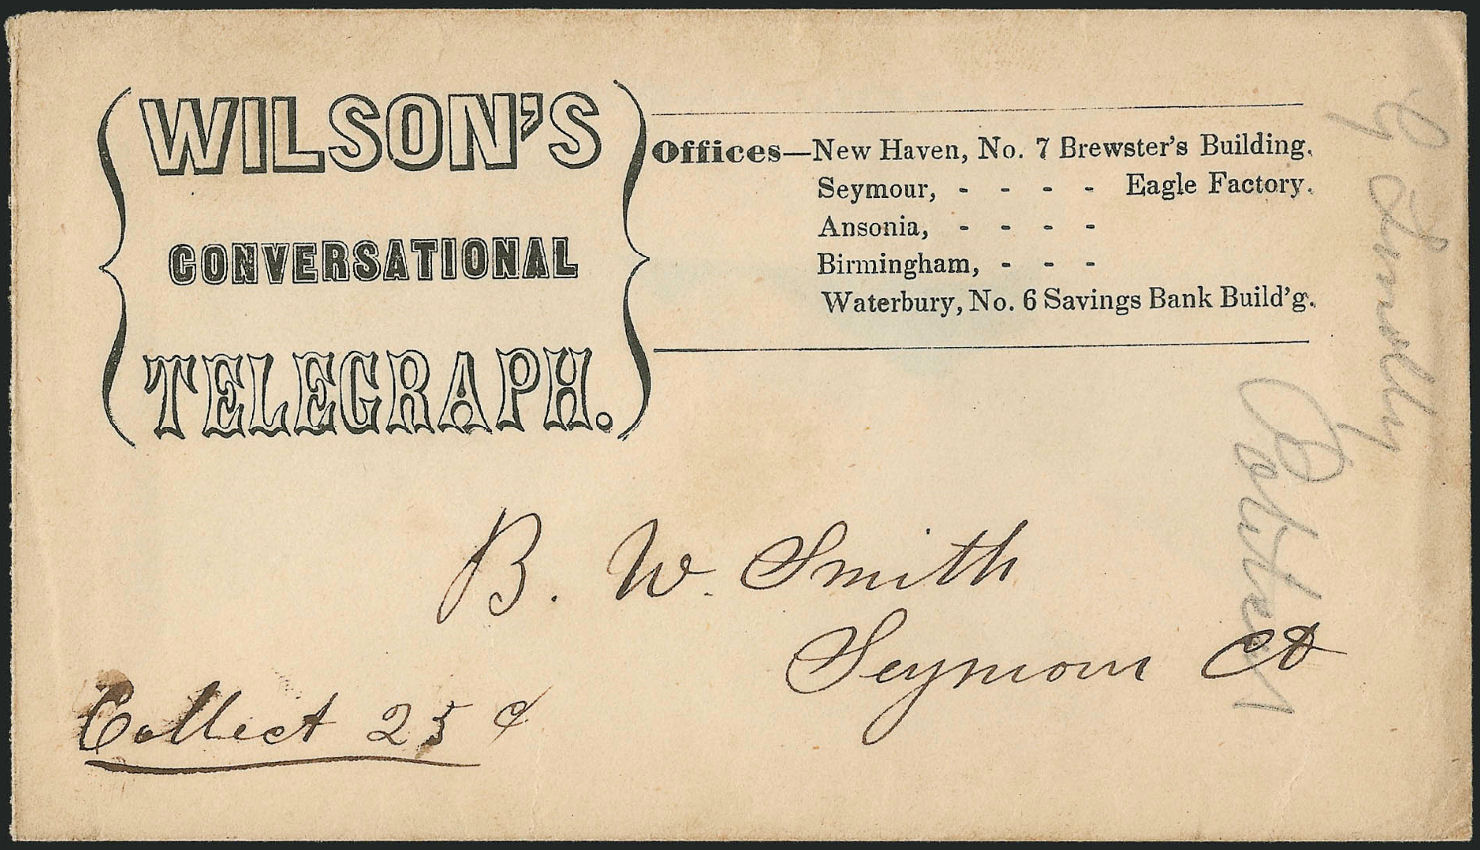 WILSON'S
CONVERSATIONAL
TELEGRAPH.
Offices—New Haven, No. 7 Brewster's Building.
Seymour, - - - - Eagle Factory.
Ansonia, - - - -
Birmingham, - - -
Waterbury, No. 6 Savings Bank Build'g.
B. W. Smith
Seymour Ct
Collect 25 ¢